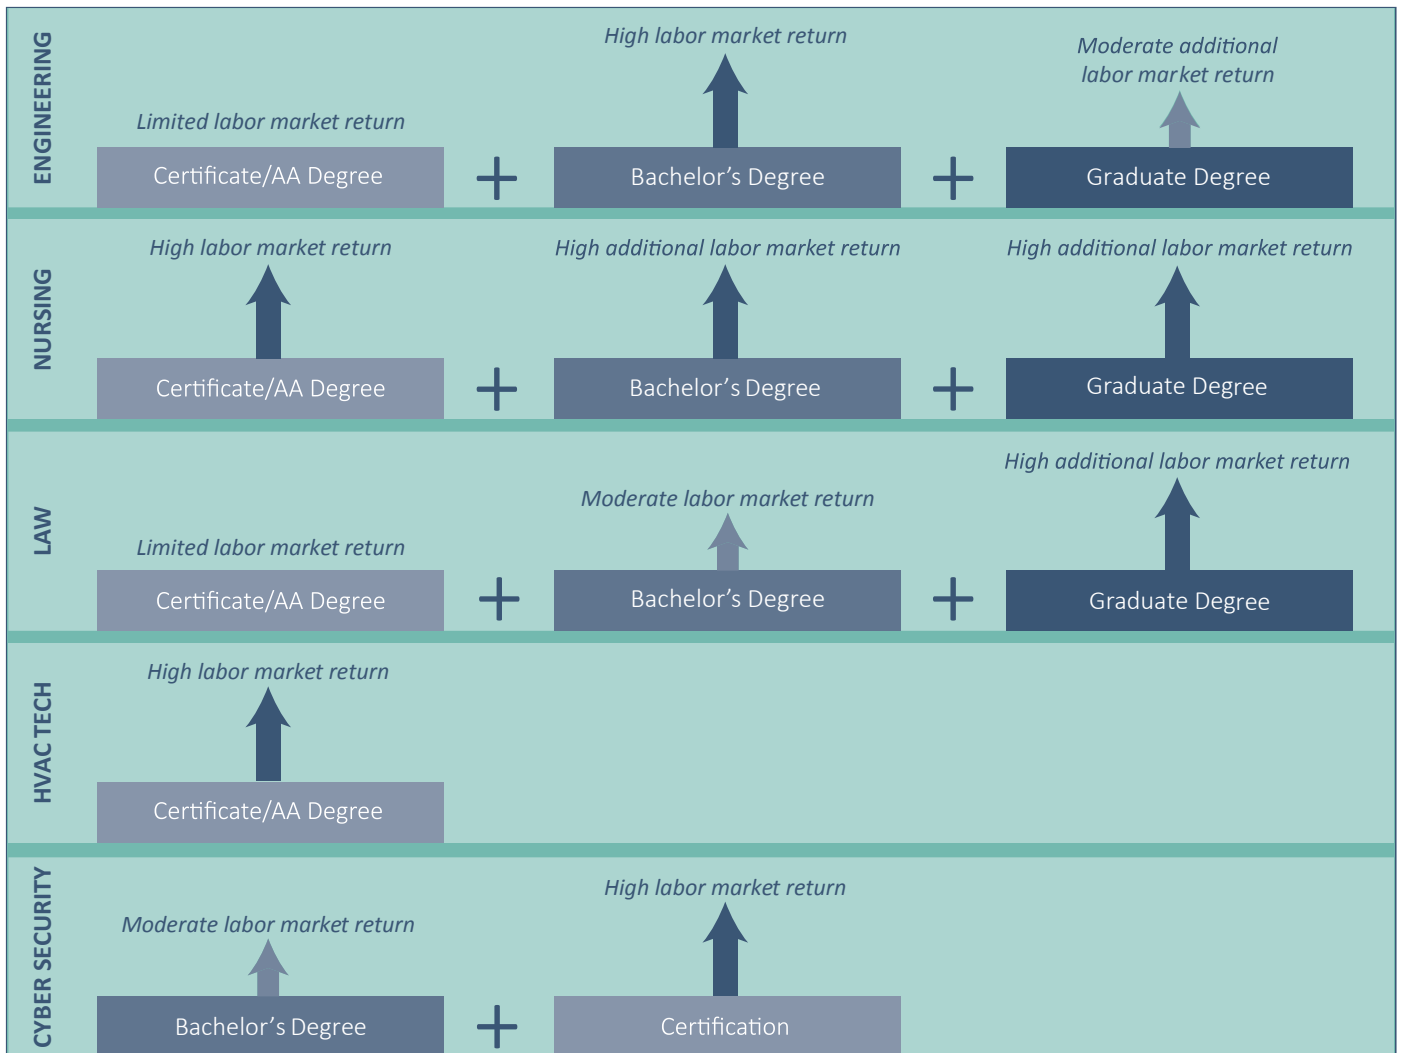 ENGINEERING
High labor market return
Moderate additional
labor market return
Limited labor market return
Certificate/AA Degree
+
Bachelor's Degree
+
Graduate Degree
NURSING
High labor market return
High additional labor market return
High additional labor market return
Certificate/AA Degree
+
Bachelor's Degree
+
Graduate Degree
LAW
High additional labor market return
Moderate labor market return
Limited labor market return
Certificate/AA Degree
+
Bachelor's Degree
+
Graduate Degree
HVAC TECH
High labor market return
Certificate/AA Degree
CYBER SECURITY
High labor market return
Moderate labor market return
Bachelor's Degree
+
Certification